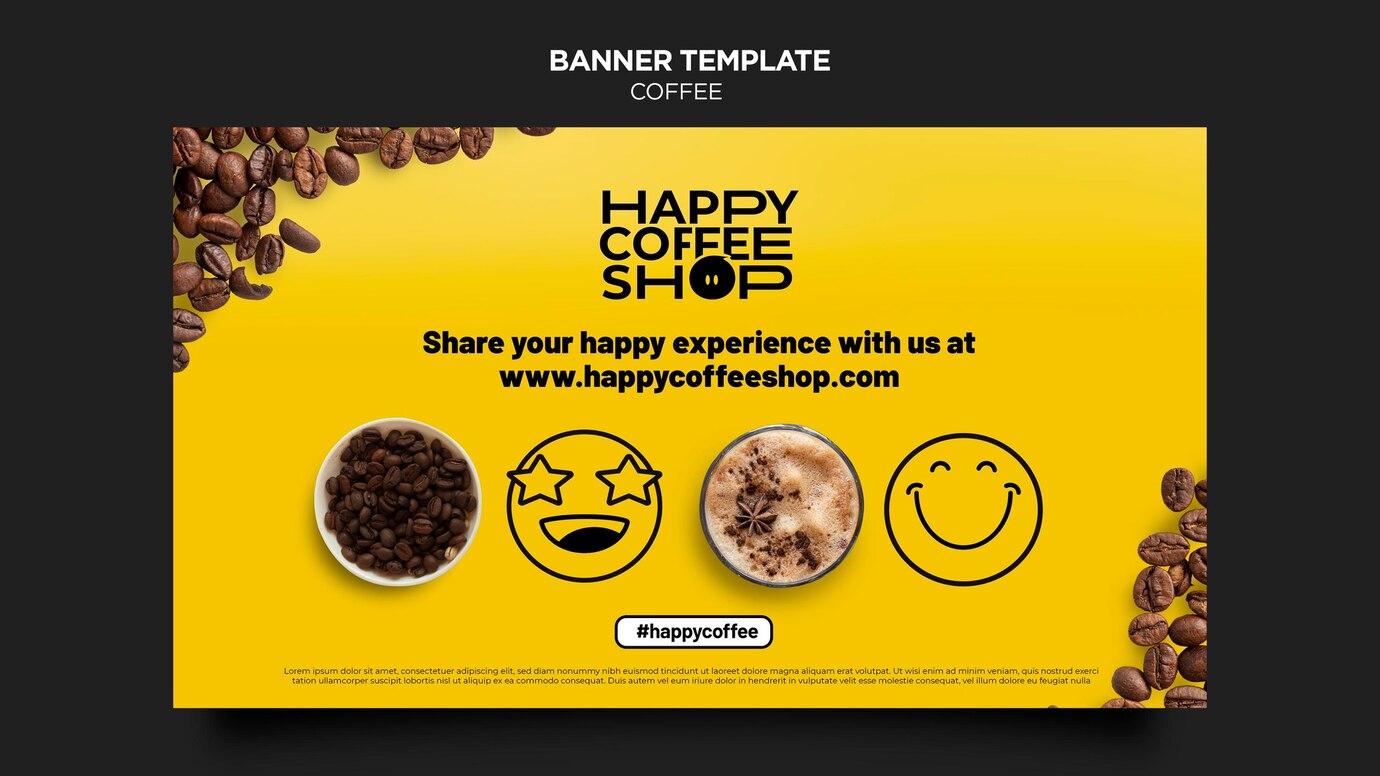 BANNER TEMPLATE
COFFEE
HAPPY
COFFEE
SHOP
Share your happy experience with us at
www.happycoffeeshop.com
#happycoffee
Lorem ipsum dolor sit amet, consectetuer adipiscing elit, sed diam nonummy nibh euismod tincidunt ut laoreet dolore magna aliquam erat volutpat. Ut wisi enim ad minim veniam, quis nostrud exerci
tation ullamcorper suscipit lobortis nisl ut aliquip ex ea commodo consequat. Duis autem vel eum iriure dolor in hendrerit in vulputate velit esse molestie consequat, vel illum dolore eu feugiat nulla